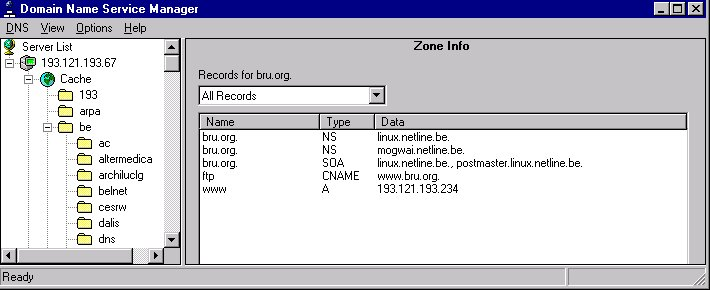 Domain Name Service Manager
DNS View Options Help
Server List
193.121.193.67
Cache
193
arpa
be
ac
altermedica
archiluclg
belnet
cesrw
dalis
dns
Zone Info
Records for bru.org.
All Records
Name Type Data
bru.org. NS linux.netline.be.
bru.org. NS mogwai.netline.be.
bru.org. SOA linux.netline.be., postmaster.linux.netline.be.
ftp CNAME www.bru.org.
www A 193.121.193.234
Ready